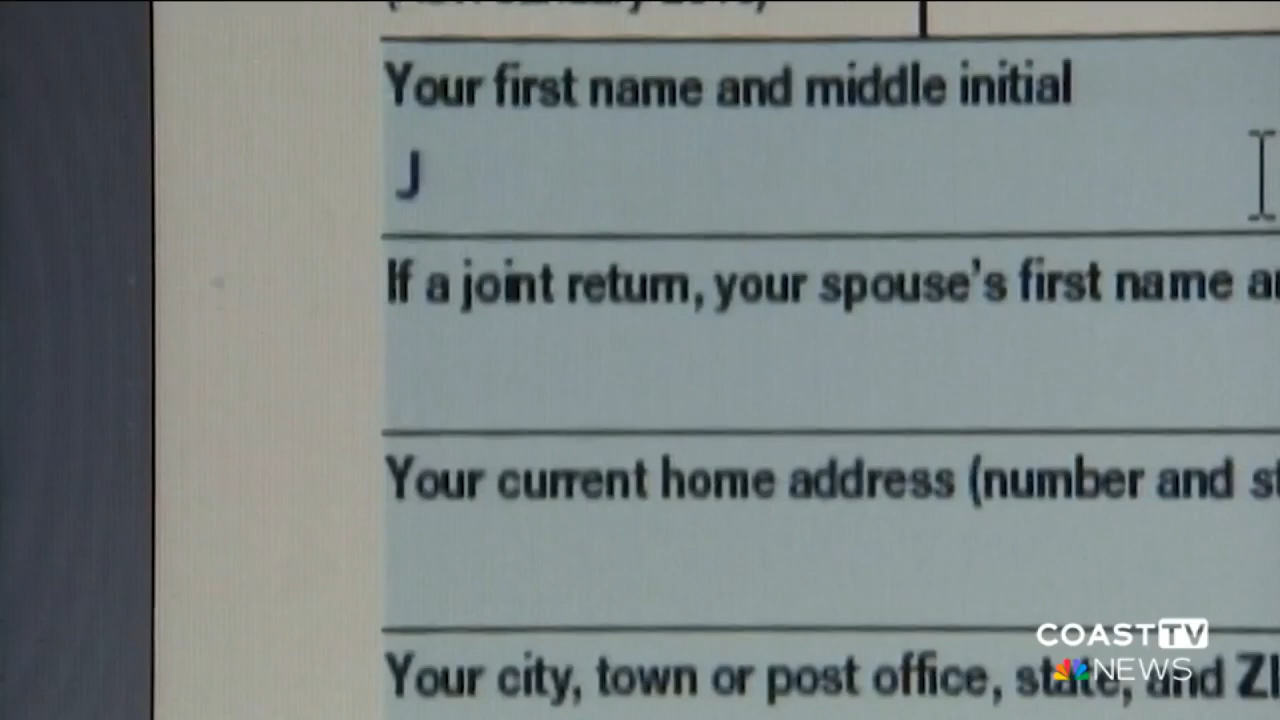 Your first name and middle initial
J
If a joint return, your spouse's first name
Your current home address (number and
Your city, town or post office, state, and
COAST TV
NEWS